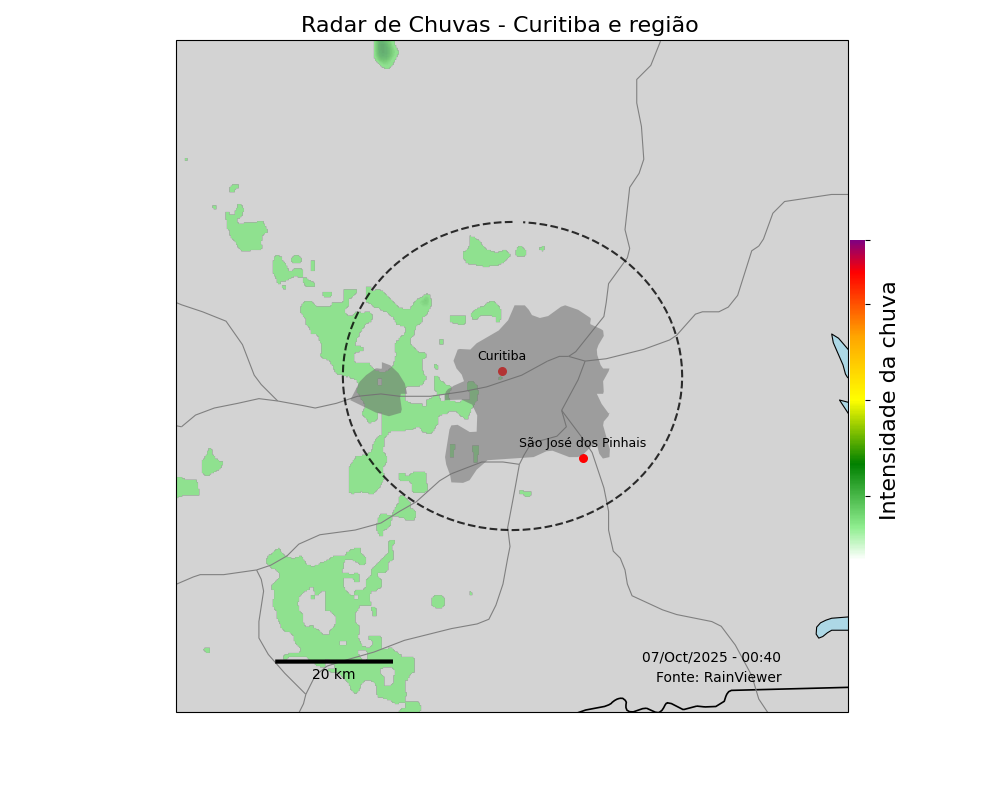 Radar de Chuvas - Curitiba e região
Curitiba
São José dos Pinhais
Intensidade da chuva
07/Oct/2025 - 00:40
Fonte: RainViewer
20 km